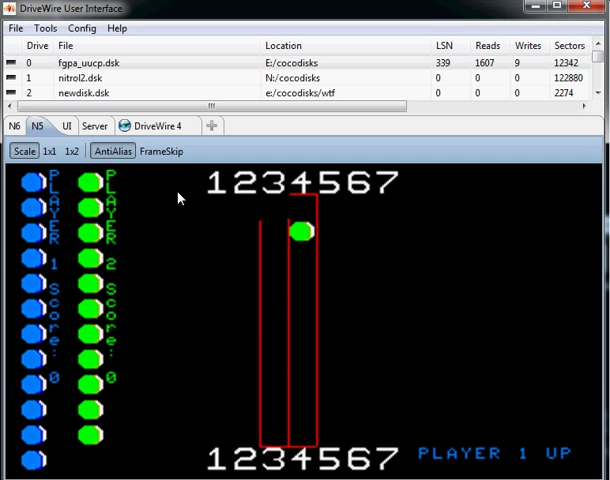 DriveWire User Interface
File Tools Config Help
Drive File Location LSN Reads Writes Sectors
0 fgpa_uucp.dsk E:/cocodisks 339 1607 9 12342
1 nitrol2.dsk N:/cocodisks 0 0 0 122880
2 newdisk.dsk e:/cocodisks/wtf 0 0 0 2274
N6 N5 UI Server DriveWire 4
Scale 1x1 1x2 AntiAlias FrameSkip
PLAYER 1 Score: 0
PLAYER 2 Score: 0
1234567
1234567
PLAYER 1 UP